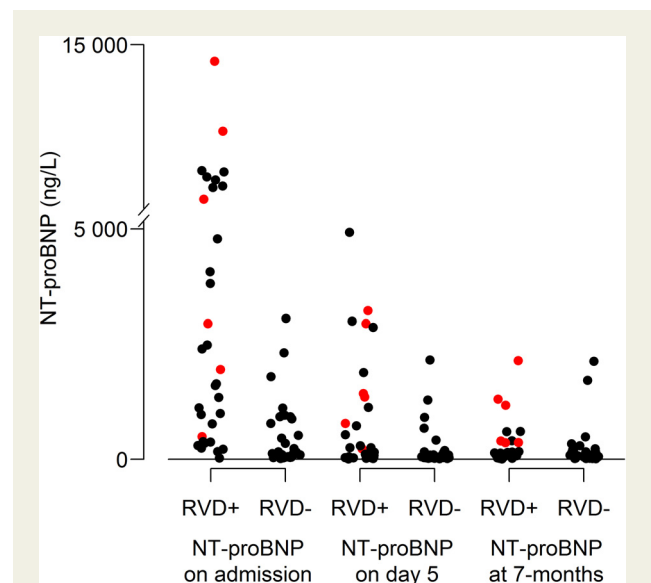 15 000
NT-proBNP (ng/L)
5 000
0
RVD+ RVD- RVD+ RVD- RVD+ RVD-
NT-proBNP NT-proBNP NT-proBNP
on admission on day 5 at 7-months